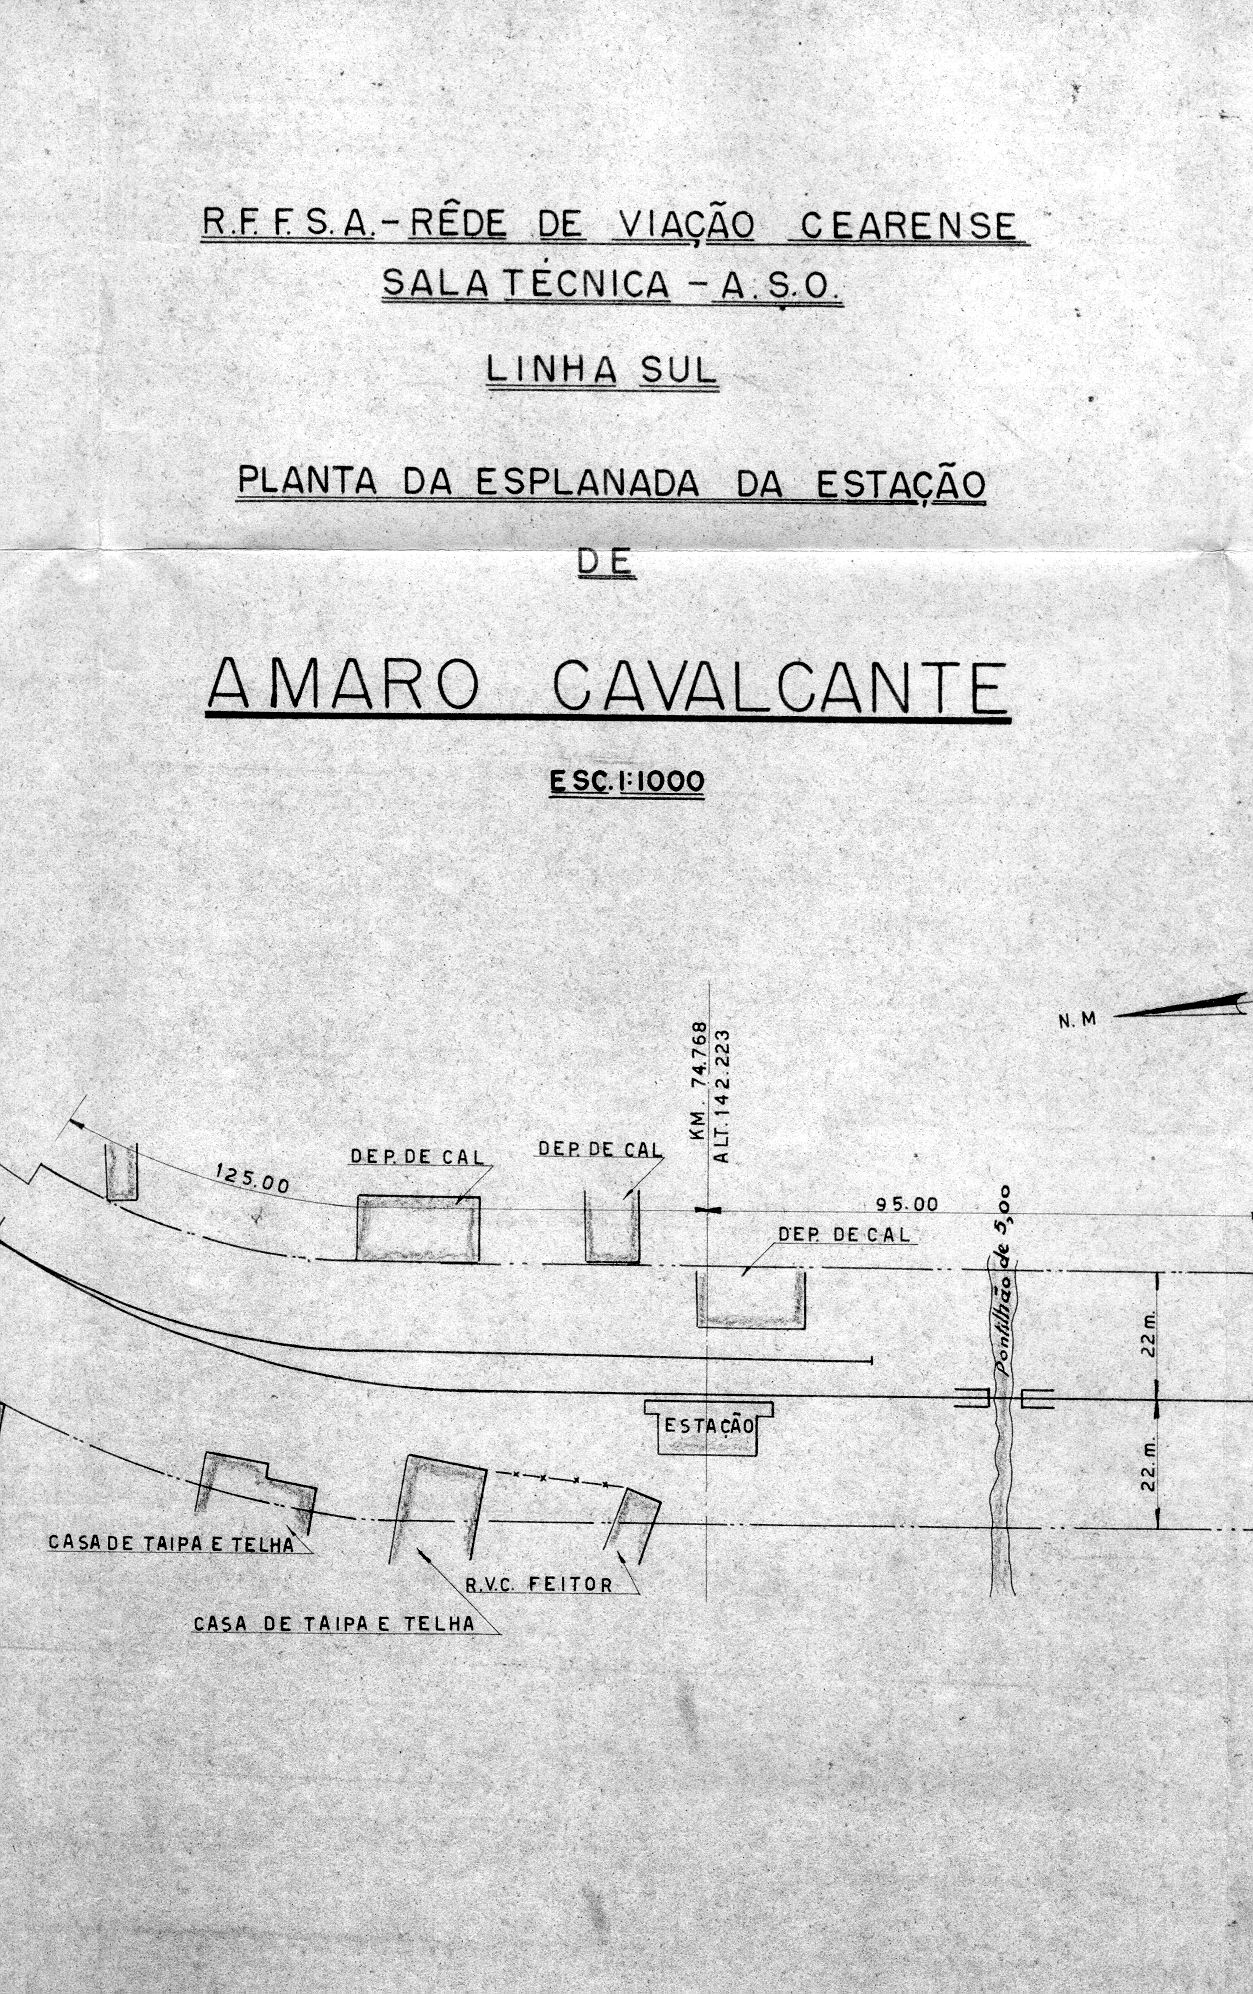 R.F.F.S.A.-RÊDE DE VIAÇÃO CEARENSE
SALA TÉCNICA - A.S.O.
LINHA SUL
PLANTA DA ESPLANADA DA ESTAÇÃO
DE
AMARO CAVALCANTE
ESC. 1:1000
N. M
KM. 74.768
ALT. 142.223
125.00
DEP. DE CAL
DEP. DE CAL
95.00
DEP. DE CAL
Pontilhão de 5,00
22 m.
ESTAÇÃO
22. m.
CASA DE TAIPA E TELHA
R.V.C. FEITOR
CASA DE TAIPA E TELHA